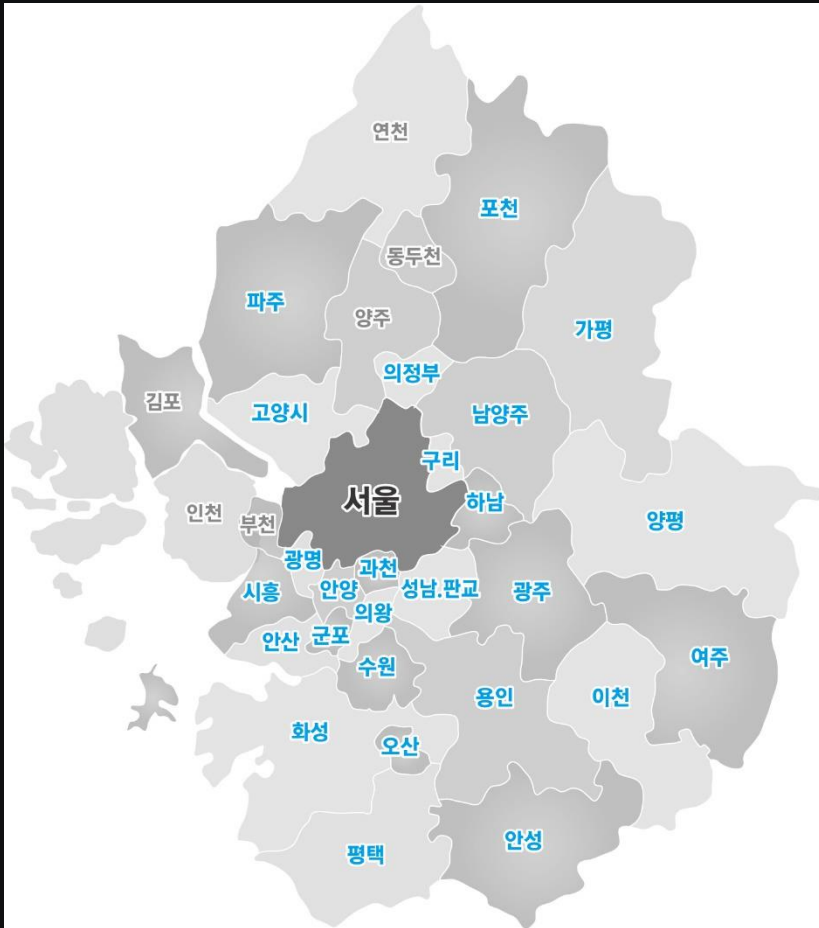 연천
포천
동두천
파주
양주
가평
의정부
김포
고양시
남양주
구리
서울
하남
인천
부천
양평
광명
과천
시흥
안양
성남.판교
광주
의왕
군포
안산
수원
여주
용인
이천
화성
오산
안성
평택